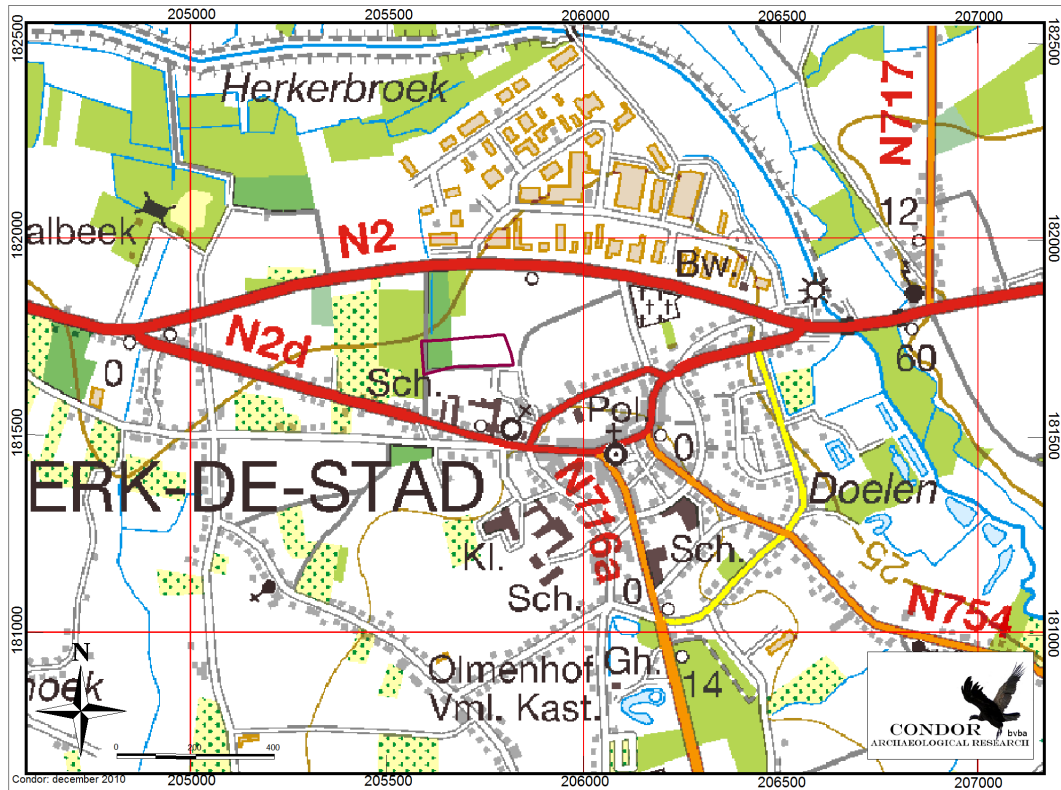 205000 205500 206000 206500 207000
182500
182500
Herkerbroek
N717
12
albeek
182000
182000
N2
Bw.
N2d
0
60
Sch.
Pol.
181500
181500
0
ERK-DE-STAD
Doelen
N716a
Kl.
Sch.
25
Sch.
0
N754
181000
181000
N
Olmenhof
Gh.
hoek
14
Vml. Kast.
CONDOR bvba
ARCHAEOLOGICAL RESEARCH
0 200 400
Condor: december 2010
205000 205500 206000 206500 207000